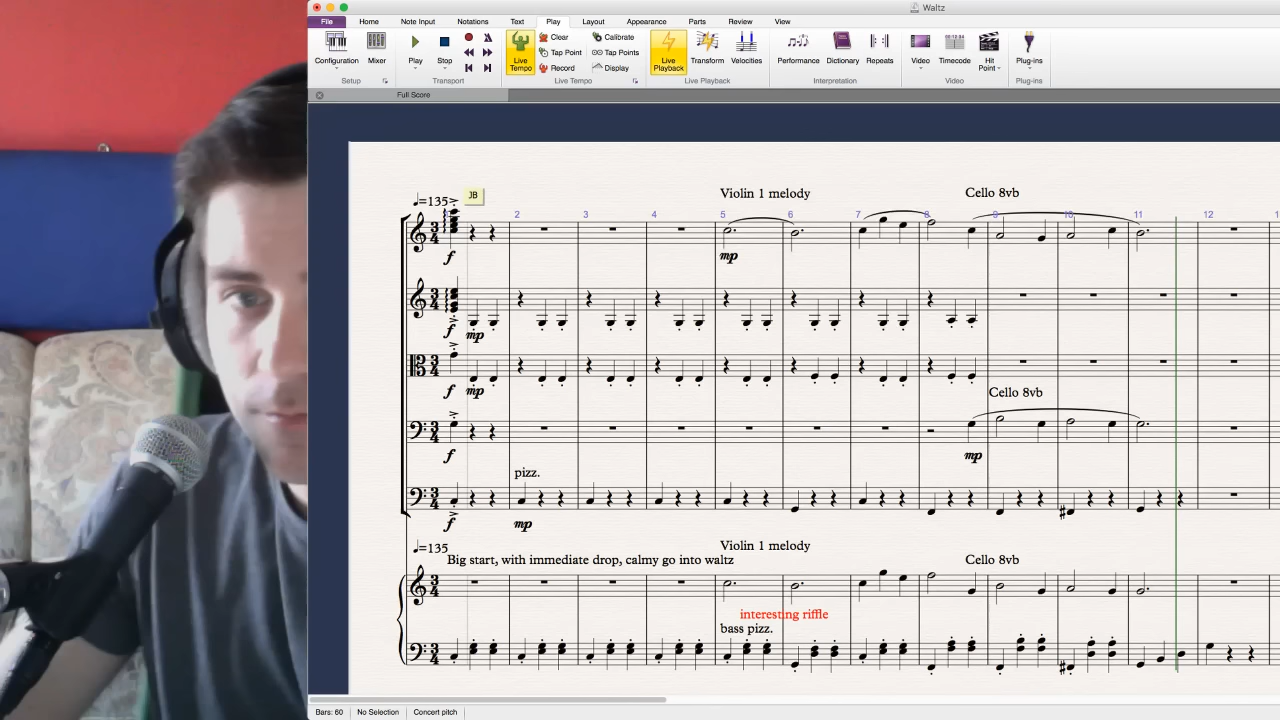 Waltz
File Home Note Input Notations Text Play Layout Appearance Parts Review View
Clear Calibrate
Tap Point Tap Points
Record Display
Configuration Mixer Play Stop Live Tempo Live Playback Transform Velocities Performance Dictionary Repeats Video Timecode Hit Point Plug-ins
Setup Transport Live Tempo Live Playback Interpretation Video Plug-ins
Full Score
Violin 1 melody Cello 8vb
♩=135 JB
2 3 4 5 6 7 8 9 10 11 12
f mp
f mp
f mp
Cello 8vb
f mp
pizz.
f mp
♩=135 Violin 1 melody
Big start, with immediate drop, calmy go into waltz Cello 8vb
interesting riffle
bass pizz.
Bars: 60 No Selection Concert pitch